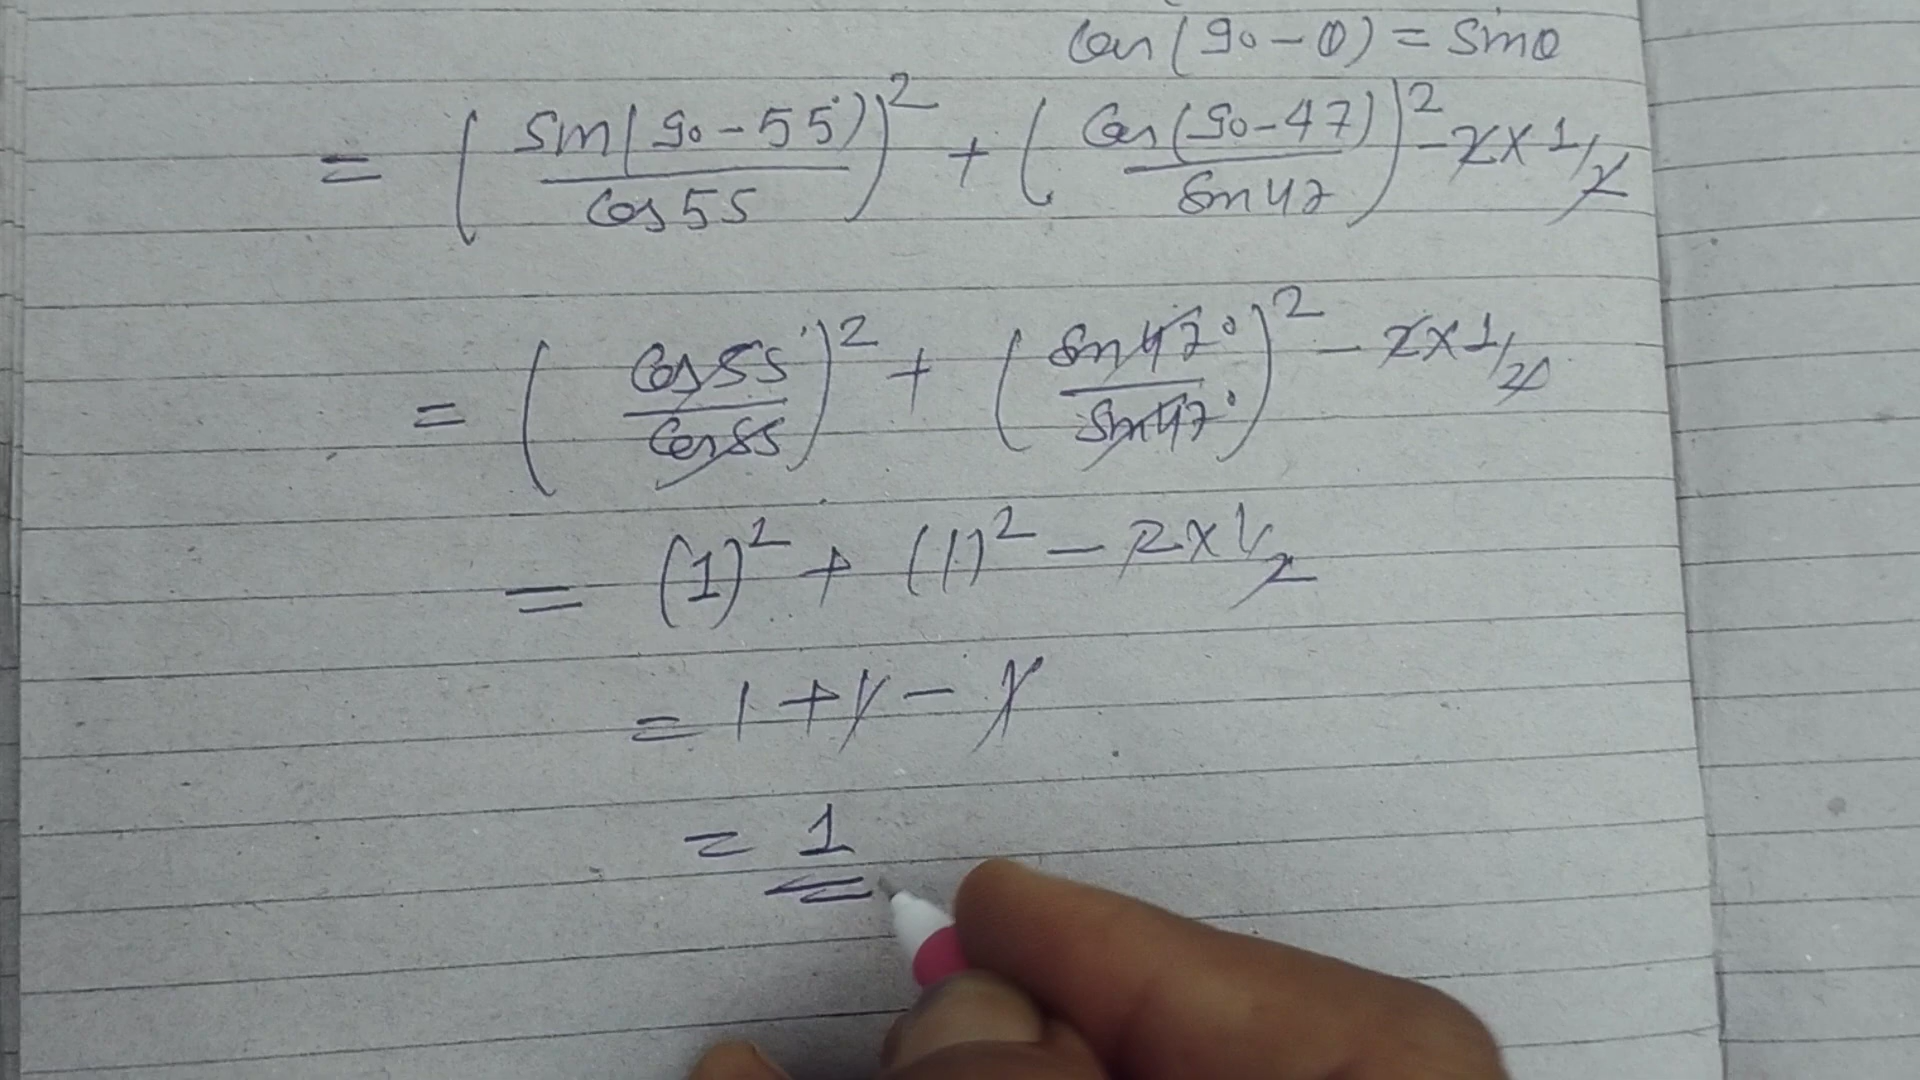 cos(90-θ) = sinθ
= (sin(90-55)/cos55)² + (cos(90-47)/sin47)² - 2×1/2
= (cos55/cos55)² + (sin47°/sin47°)² - 2×1/2
= (1)² + (1)² - 2×1/2
= 1+1-1
= 1